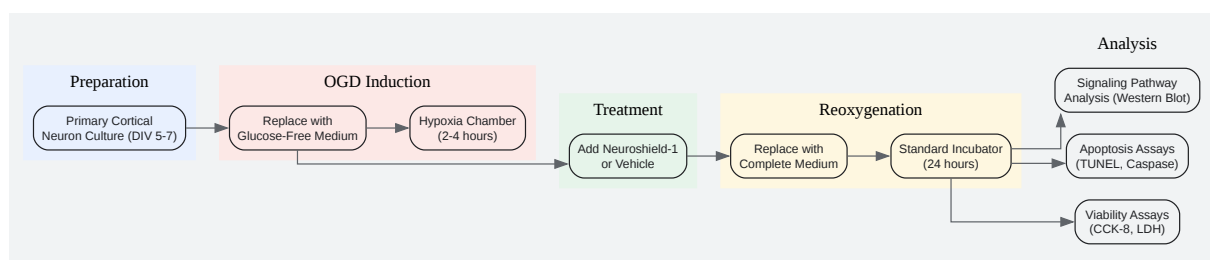 Preparation
Primary Cortical
Neuron Culture (DIV 5-7)
OGD Induction
Replace with
Glucose-Free Medium
Hypoxia Chamber
(2-4 hours)
Treatment
Add Neuroshield-1
or Vehicle
Reoxygenation
Replace with
Complete Medium
Standard Incubator
(24 hours)
Analysis
Signaling Pathway
Analysis (Western Blot)
Apoptosis Assays
(TUNEL, Caspase)
Viability Assays
(CCK-8, LDH)